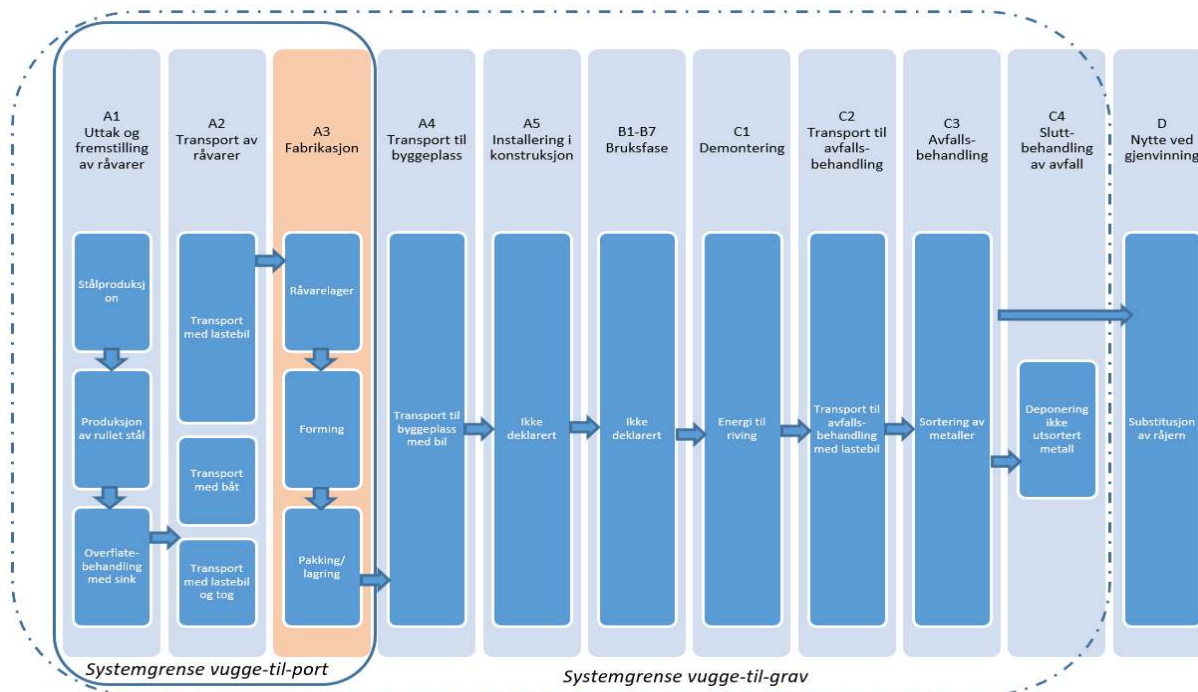 A1
Uttak og
fremstilling
av råvarer
A2
Transport av
råvarer
A3
Fabrikasjon
A4
Transport til
byggeplass
A5
Installering i
konstruksjon
B1-B7
Bruksfase
C1
Demontering
C2
Transport til
avfalls-
behandling
C3
Avfalls-
behandling
C4
Slutt-
behandling
av avfall
D
Nytte ved
gjenvinning
Stålproduksj
on
Produksjon
av rullet stål
Overflate-
behandling
med sink
Transport
med lastebil
Transport
med båt
Transport
med lastebil
og tog
Råvarelager
Forming
Pakking/
lagring
Transport til
byggeplass
med bil
Ikke
deklarert
Ikke
deklarert
Energi til
riving
Transport til
avfalls-
behandling
med lastebil
Sortering av
metaller
Deponering
ikke
utsortert
metall
Substitusjon
av råjern
Systemgrense vugge-til-port
Systemgrense vugge-til-grav